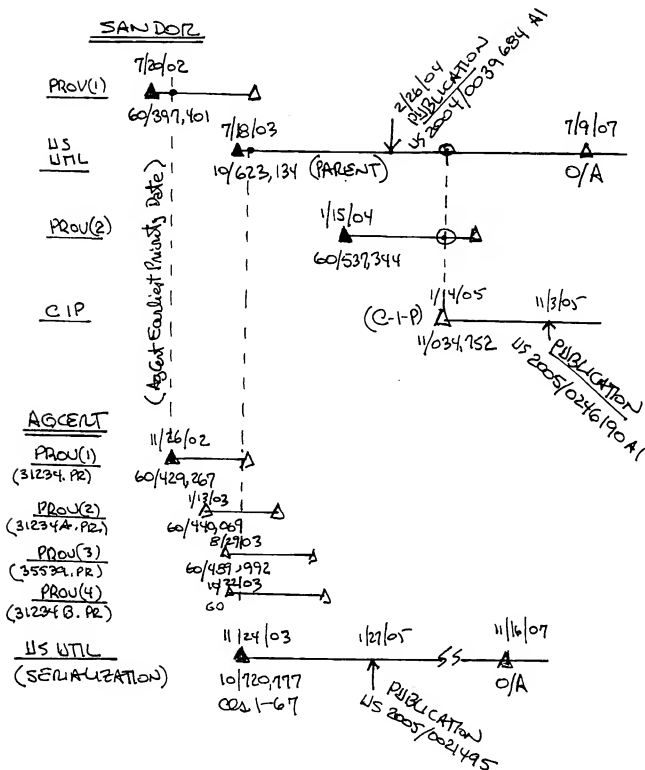 SANDOR
PROV(1)
7/20/02
60/397,401
2/26/04
PUBLICATION
US 2004/0039684 A1
US
UTIL
7/18/03
10/623,134 (PARENT)
7/9/07
O/A
(AgCert Earliest Priority Date)
PROV(2)
1/15/04
60/537,344
CIP
(C-I-P)
1/14/05
11/034,752
11/3/05
PUBLICATION
US 2005/0246190 A1
AGCERT
PROV(1)
(31234.PR)
11/26/02
60/429,267
PROV(2)
(31234A.PR)
1/13/03
60/440,069
PROV(3)
(35539.PR)
8/29/03
60/489,992
PROV(4)
(31234B.PR)
60
US UTIL
(SERIALIZATION)
11/24/03
10/720,777
1-67
1/27/05
PUBLICATION
US 2005/0021495
11/16/07
O/A